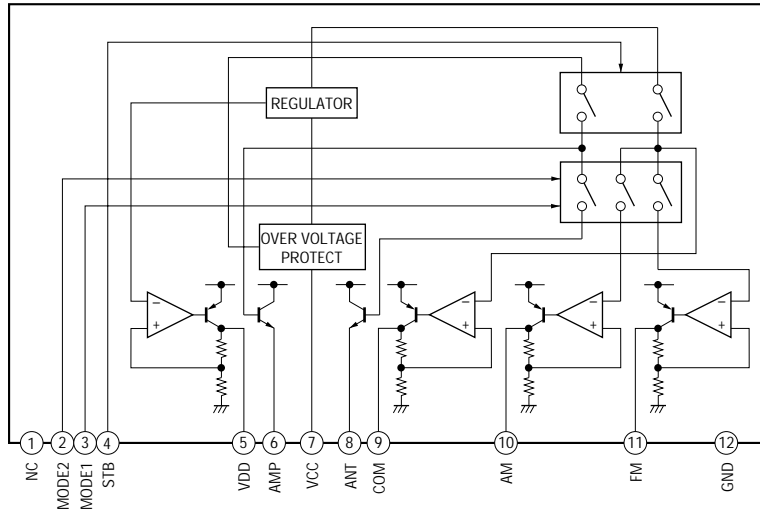 REGULATOR
OVER VOLTAGE
PROTECT
− − − −
+ + + +
1 2 3 4 5 6 7 8 9 10 11 12
NC MODE2 MODE1 STB VDD AMP VCC ANT COM AM FM GND